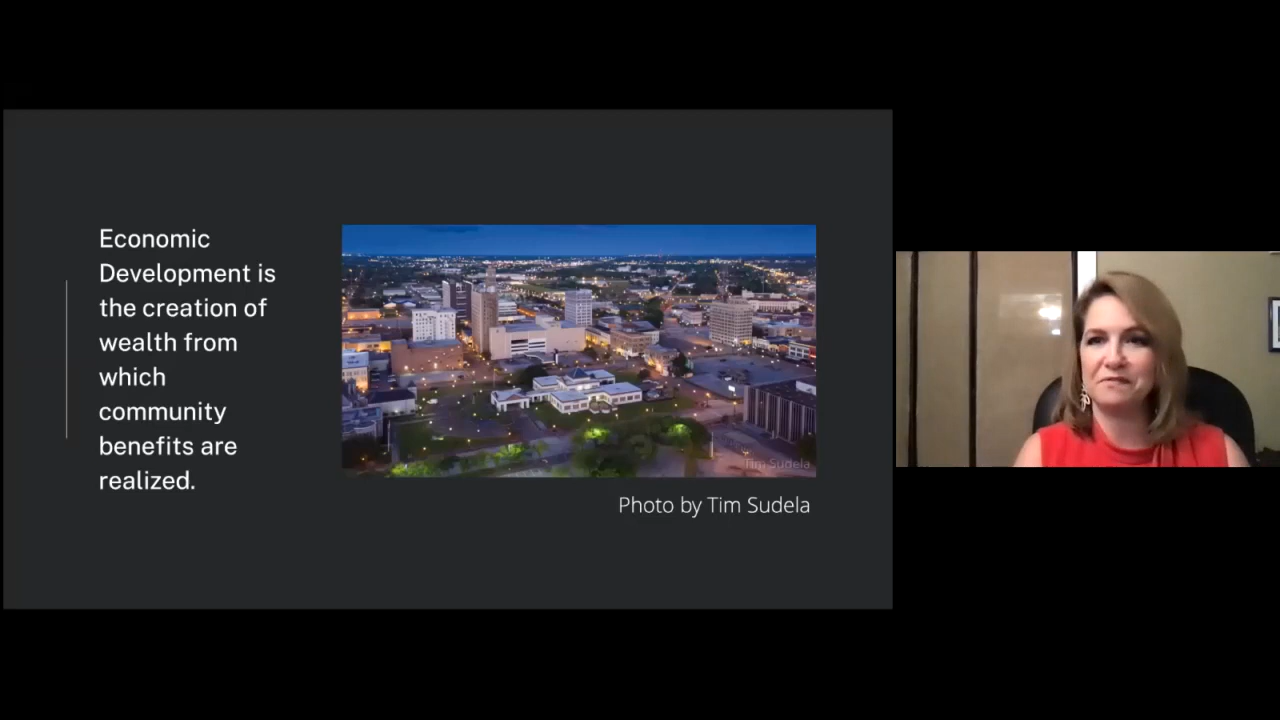 Economic
Development is
the creation of
wealth from
which
community
benefits are
realized.
Tim Sudela
Photo by Tim Sudela